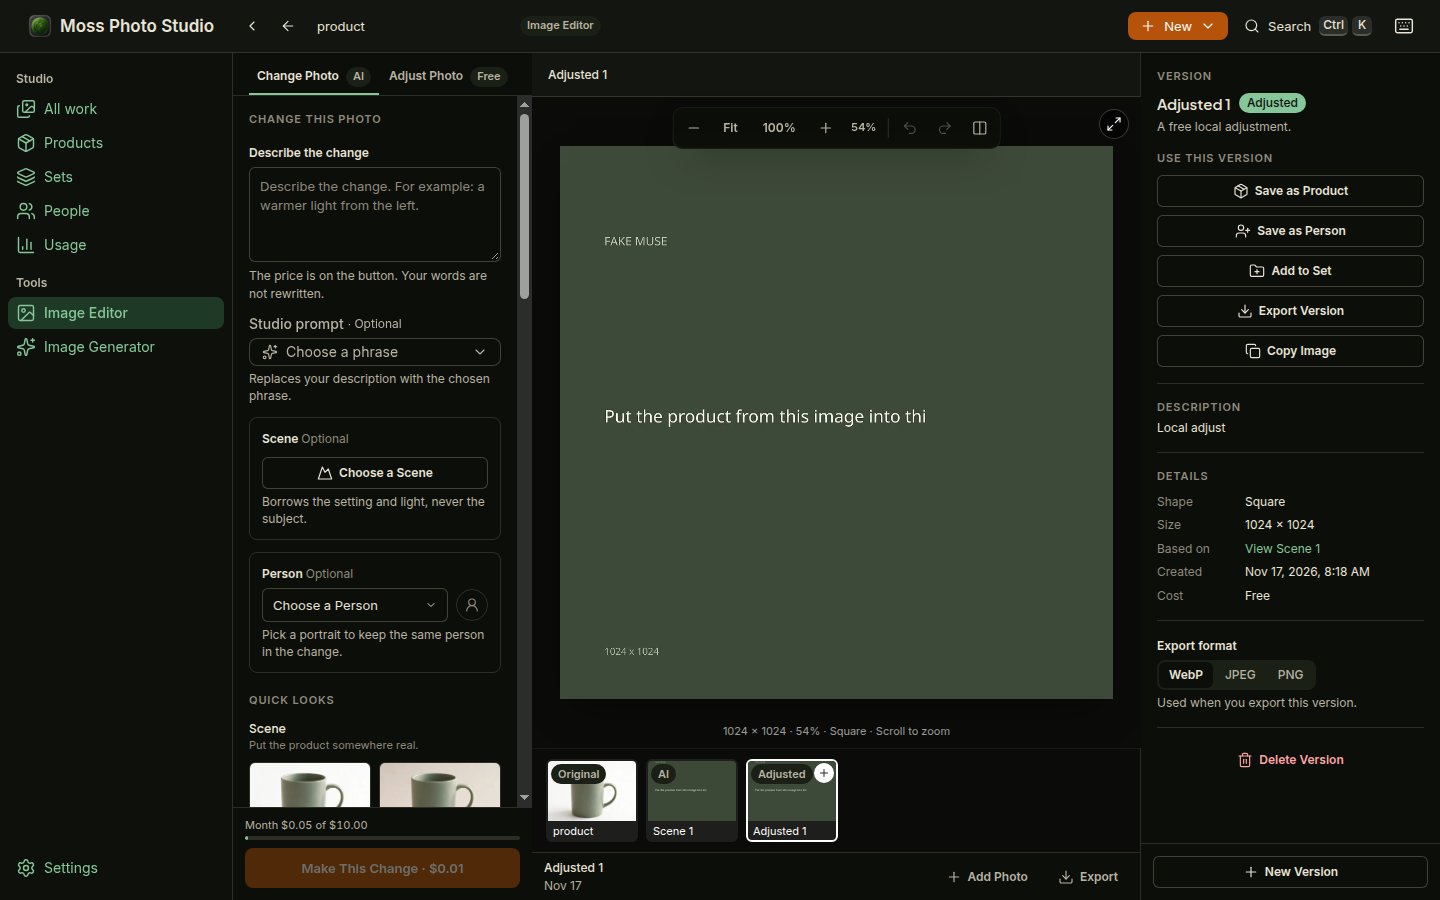 Moss Photo Studio
product
Image Editor
New
Search
Ctrl
K
Studio
All work
Products
Sets
People
Usage
Tools
Image Editor
Image Generator
Settings
Change Photo
AI
Adjust Photo
Free
CHANGE THIS PHOTO
Describe the change
Describe the change. For example: a
warmer light from the left.
The price is on the button. Your words are
not rewritten.
Studio prompt · Optional
Choose a phrase
Replaces your description with the chosen
phrase.
Scene Optional
Choose a Scene
Borrows the setting and light, never the
subject.
Person Optional
Choose a Person
Pick a portrait to keep the same person
in the change.
QUICK LOOKS
Scene
Put the product somewhere real.
Month $0.05 of $10.00
Make This Change · $0.01
Adjusted 1
Fit
100%
54%
FAKE MUSE
Put the product from this image into thi
1024 x 1024
1024 × 1024 · 54% · Square · Scroll to zoom
Original
product
AI
Scene 1
Adjusted
Adjusted 1
Adjusted 1
Nov 17
Add Photo
Export
VERSION
Adjusted 1
Adjusted
A free local adjustment.
USE THIS VERSION
Save as Product
Save as Person
Add to Set
Export Version
Copy Image
DESCRIPTION
Local adjust
DETAILS
Shape Square
Size 1024 × 1024
Based on View Scene 1
Created Nov 17, 2026, 8:18 AM
Cost Free
Export format
WebP
JPEG
PNG
Used when you export this version.
Delete Version
New Version